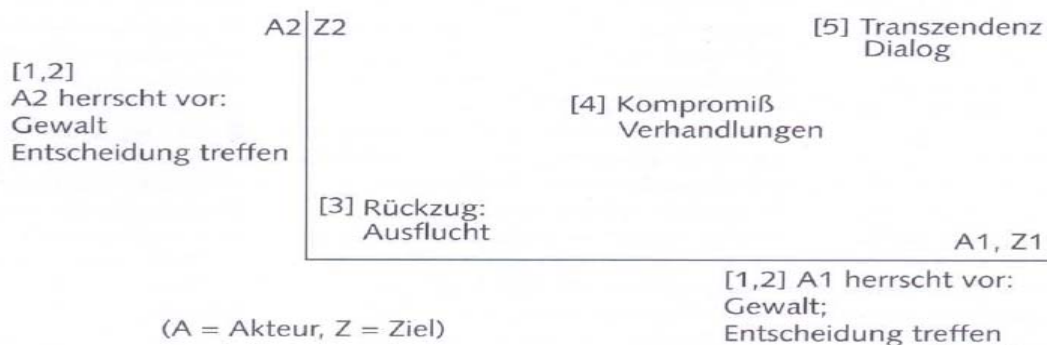 A2 Z2
[5] Transzendenz
Dialog
[1,2]
A2 herrscht vor:
Gewalt
Entscheidung treffen
[4] Kompromiß
Verhandlungen
[3] Rückzug:
Ausflucht
A1, Z1
[1,2] A1 herrscht vor:
Gewalt;
Entscheidung treffen
(A = Akteur, Z = Ziel)